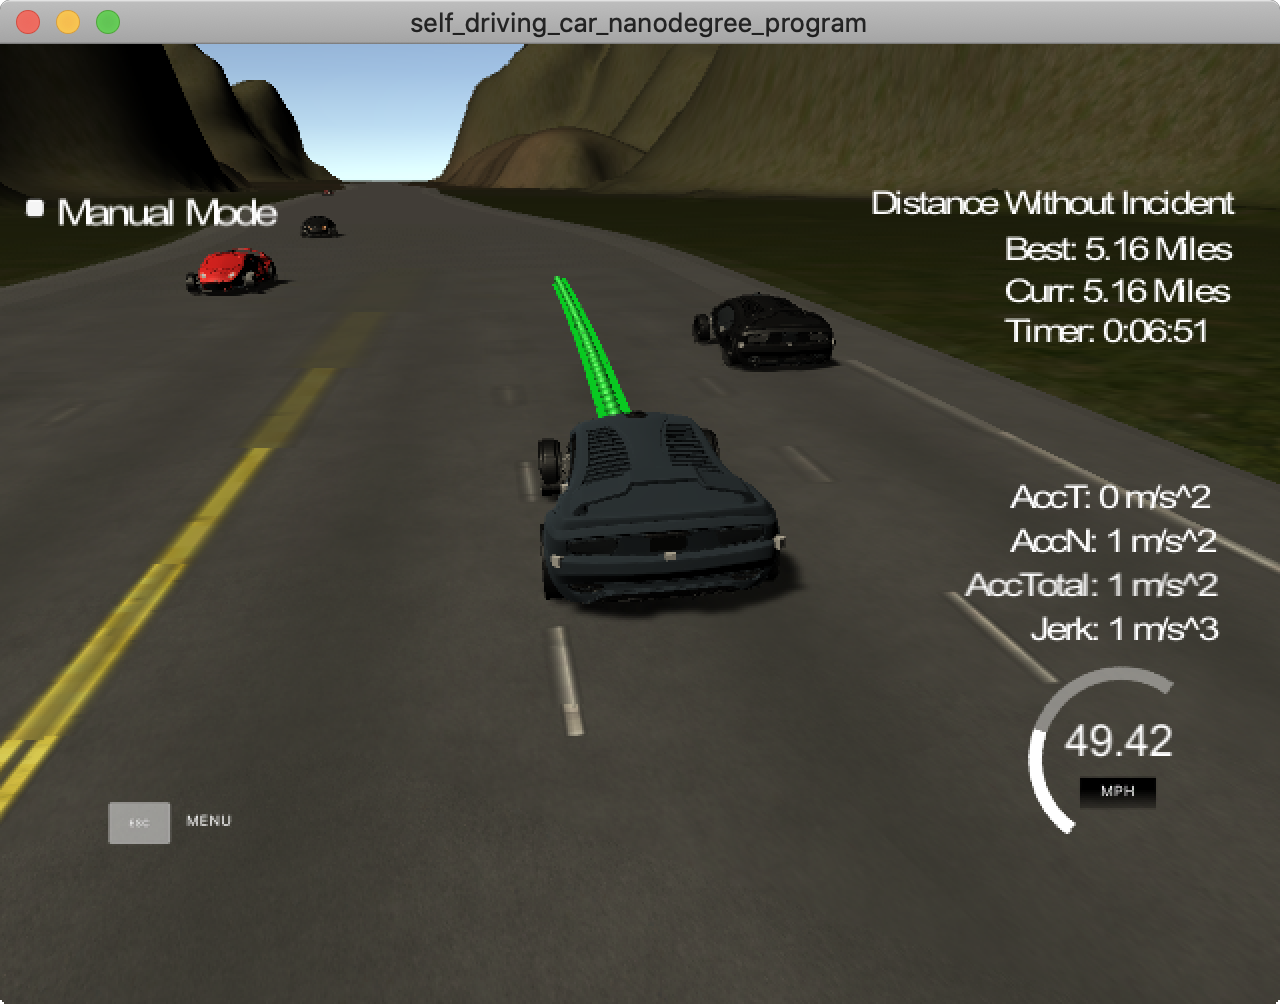 self_driving_car_nanodegree_program
Manual Mode
Distance Without Incident
Best: 5.16 Miles
Curr: 5.16 Miles
Timer: 0:06:51
AccT: 0 m/s^2
AccN: 1 m/s^2
AccTotal: 1 m/s^2
Jerk: 1 m/s^3
49.42
MPH
ESC MENU